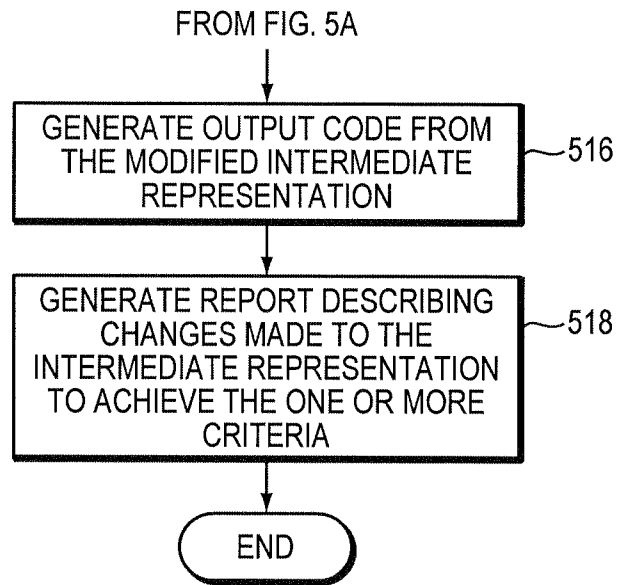 FROM FIG. 5A
GENERATE OUTPUT CODE FROM
THE MODIFIED INTERMEDIATE
REPRESENTATION
516
GENERATE REPORT DESCRIBING
CHANGES MADE TO THE
INTERMEDIATE REPRESENTATION
TO ACHIEVE THE ONE OR MORE
CRITERIA
518
END